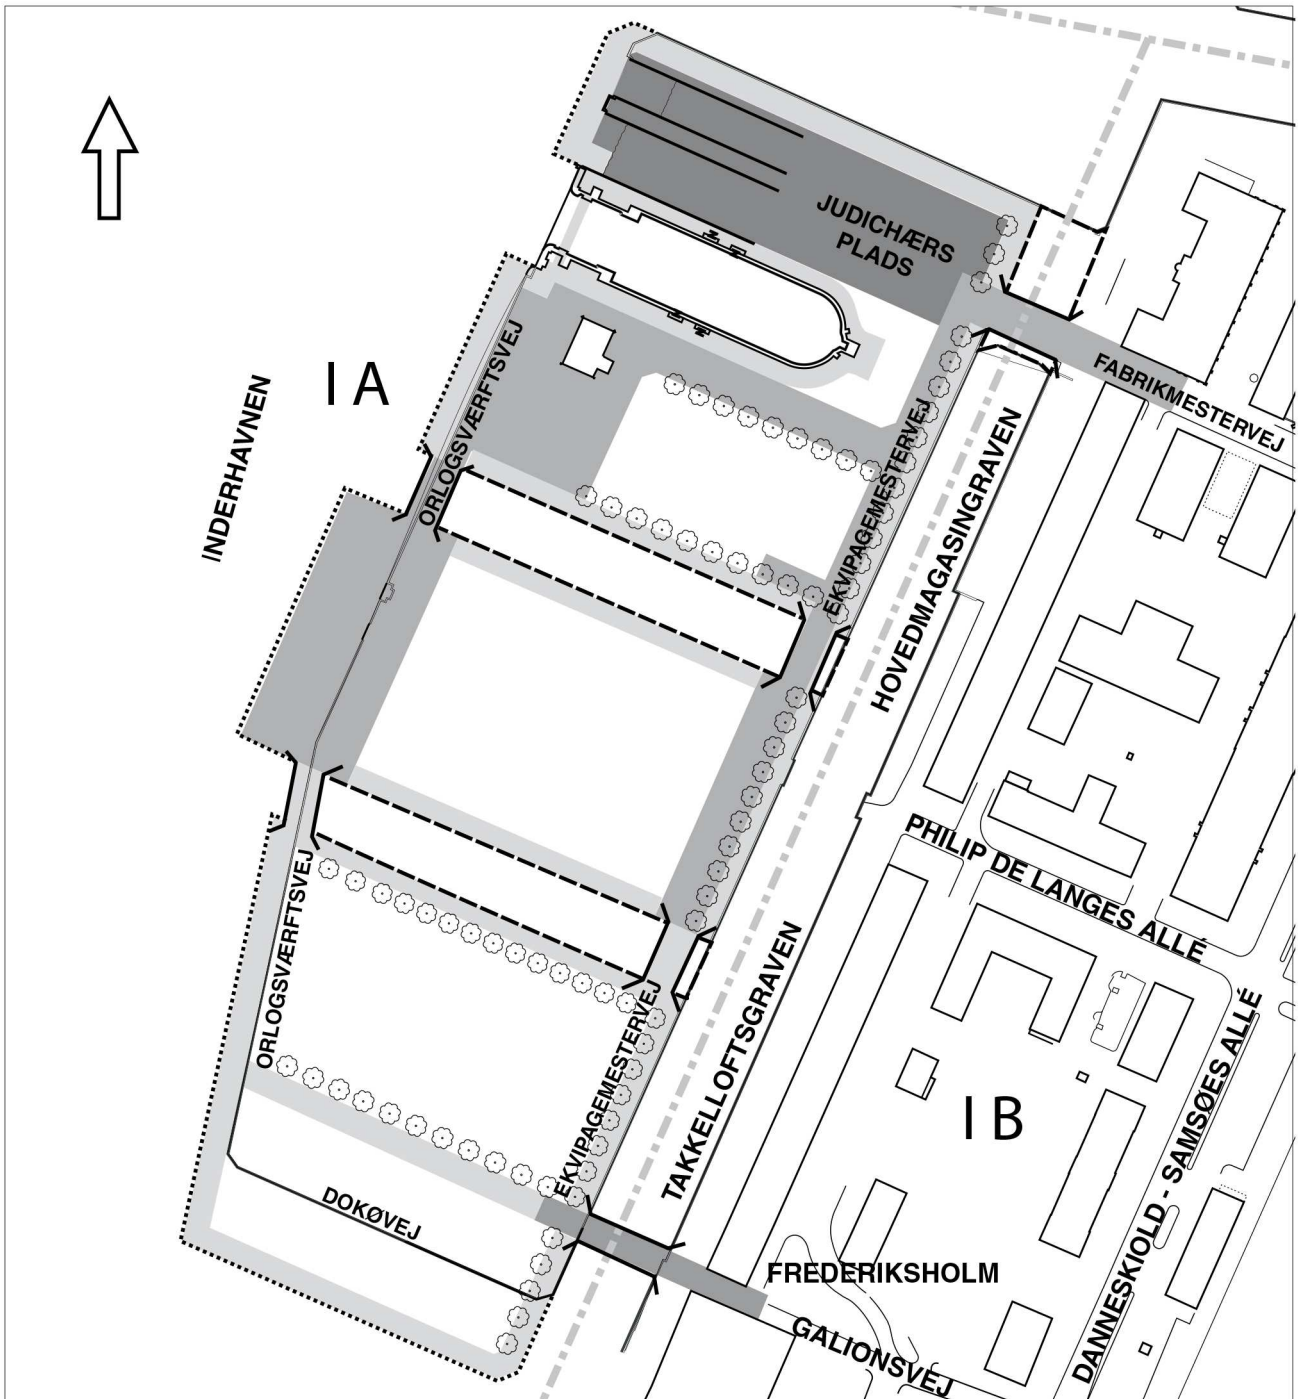 JUDICHÆRS
PLADS
FABRIKMESTERVEJ
I A
INDERHAVNEN
ORLOGSVÆRFTSVEJ
EKVIPAGEMESTERVEJ
HOVEDMAGASINGRAVEN
PHILIP DE LANGES ALLÉ
ORLOGSVÆRFTSVEJ
EKVIPAGEMESTERVEJ
TAKKELLOFTSGRAVEN
I B
DANNESKIOLD - SAMSØES ALLÉ
DOKØVEJ
FREDERIKSHOLM
GALIONSVEJ